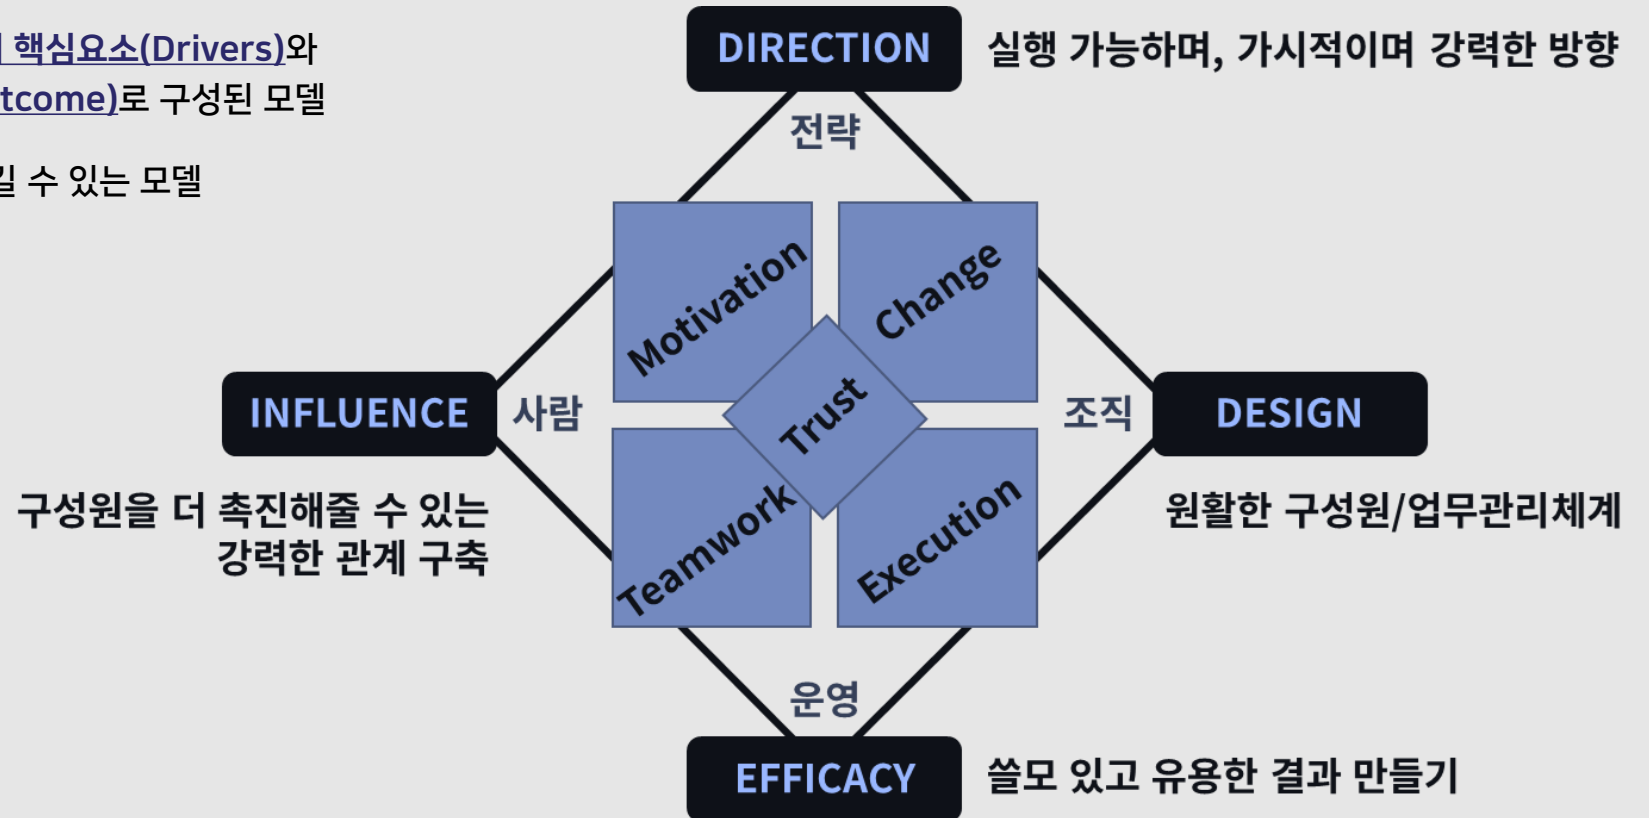 핵심요소(Drivers)와
tcome)로 구성된 모델
수 있는 모델
DIRECTION
실행 가능하며, 가시적이며 강력한 방향
전략
Motivation
Change
Trust
INFLUENCE
사람
조직
DESIGN
구성원을 더 촉진해줄 수 있는
강력한 관계 구축
원활한 구성원/업무관리체계
Teamwork
Execution
운영
EFFICACY
쓸모 있고 유용한 결과 만들기